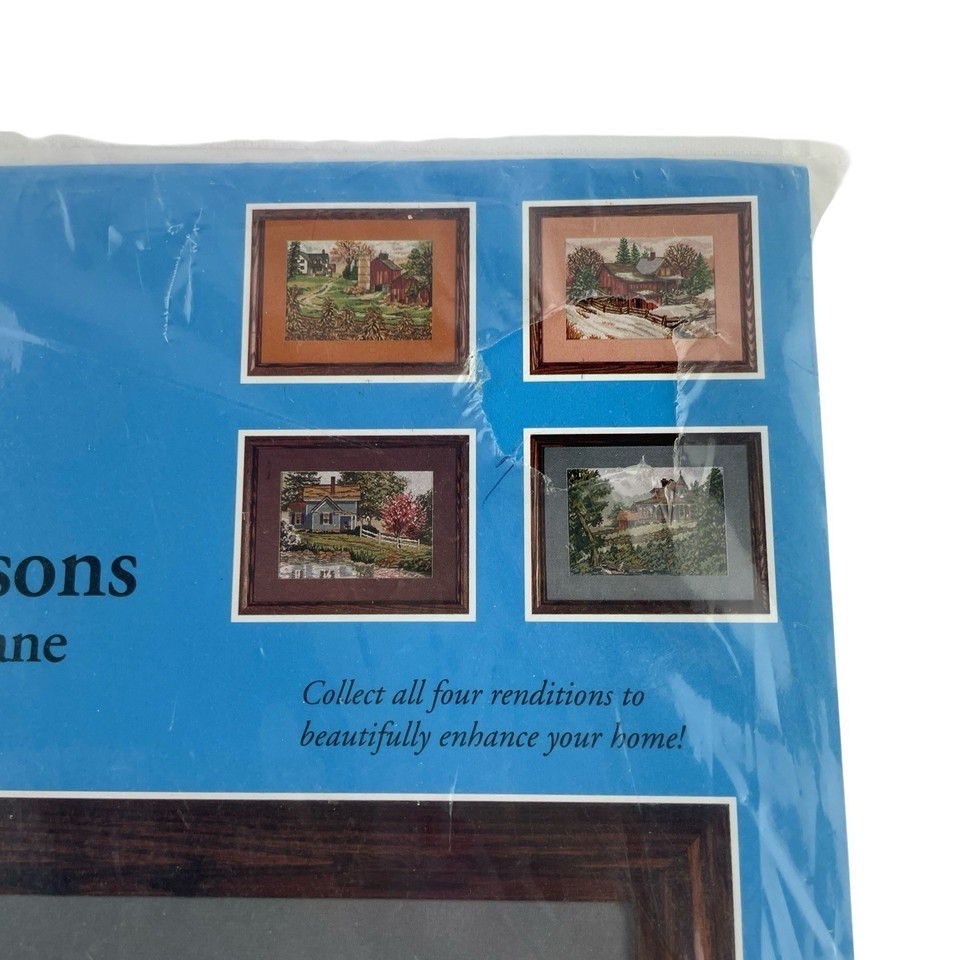 sons
ane
Collect all four renditions to
beautifully enhance your home!